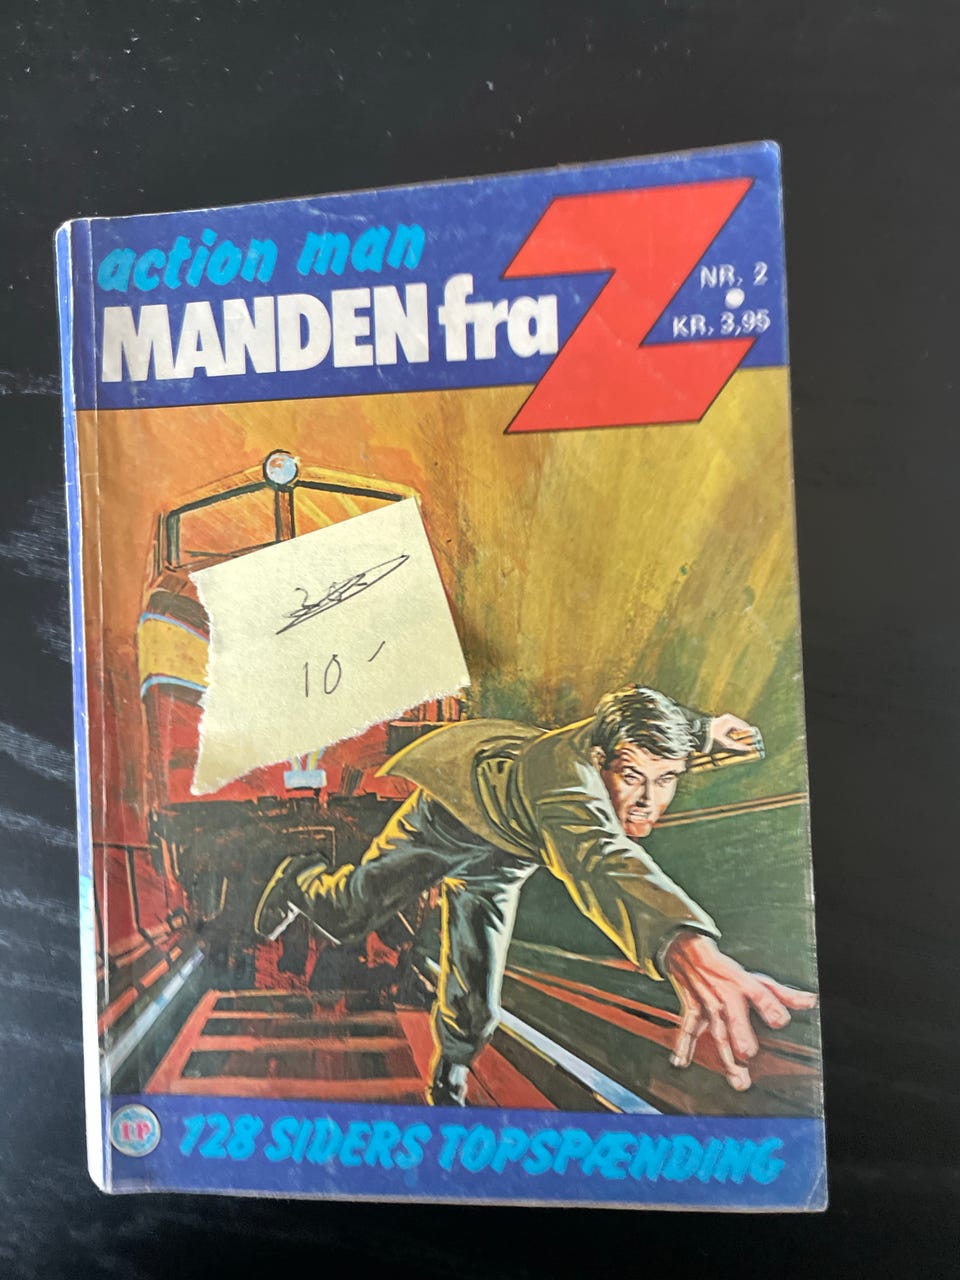 action man
MANDEN fra Z
NR. 2
KR. 3,95
10 -
I.P.
128 SIDERS TOPSPÆNDING